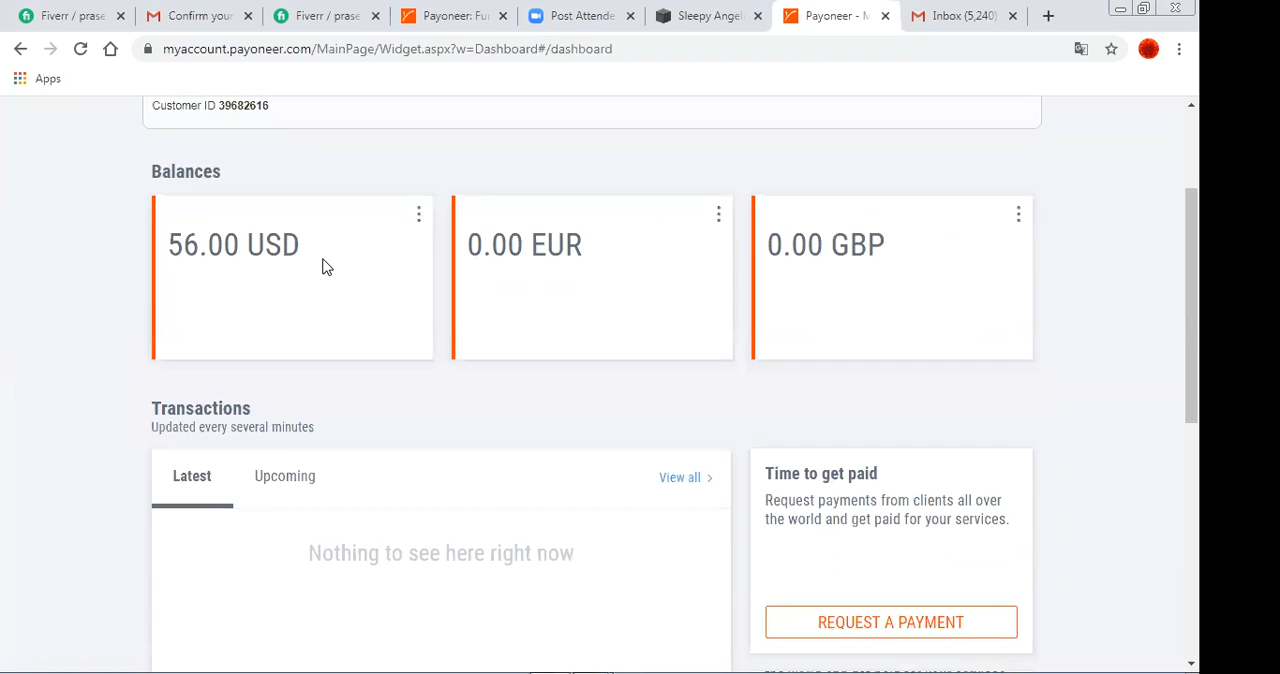 Fiverr / prase
Confirm your
Fiverr / prase
Payoneer: Fu
Post Attende
Sleepy Angel
Payoneer - M
Inbox (5,240)
myaccount.payoneer.com/MainPage/Widget.aspx?w=Dashboard#/dashboard
Apps
Customer ID 39682616
Balances
56.00 USD
0.00 EUR
0.00 GBP
Transactions
Updated every several minutes
Latest
Upcoming
View all >
Nothing to see here right now
Time to get paid
Request payments from clients all over
the world and get paid for your services.
REQUEST A PAYMENT